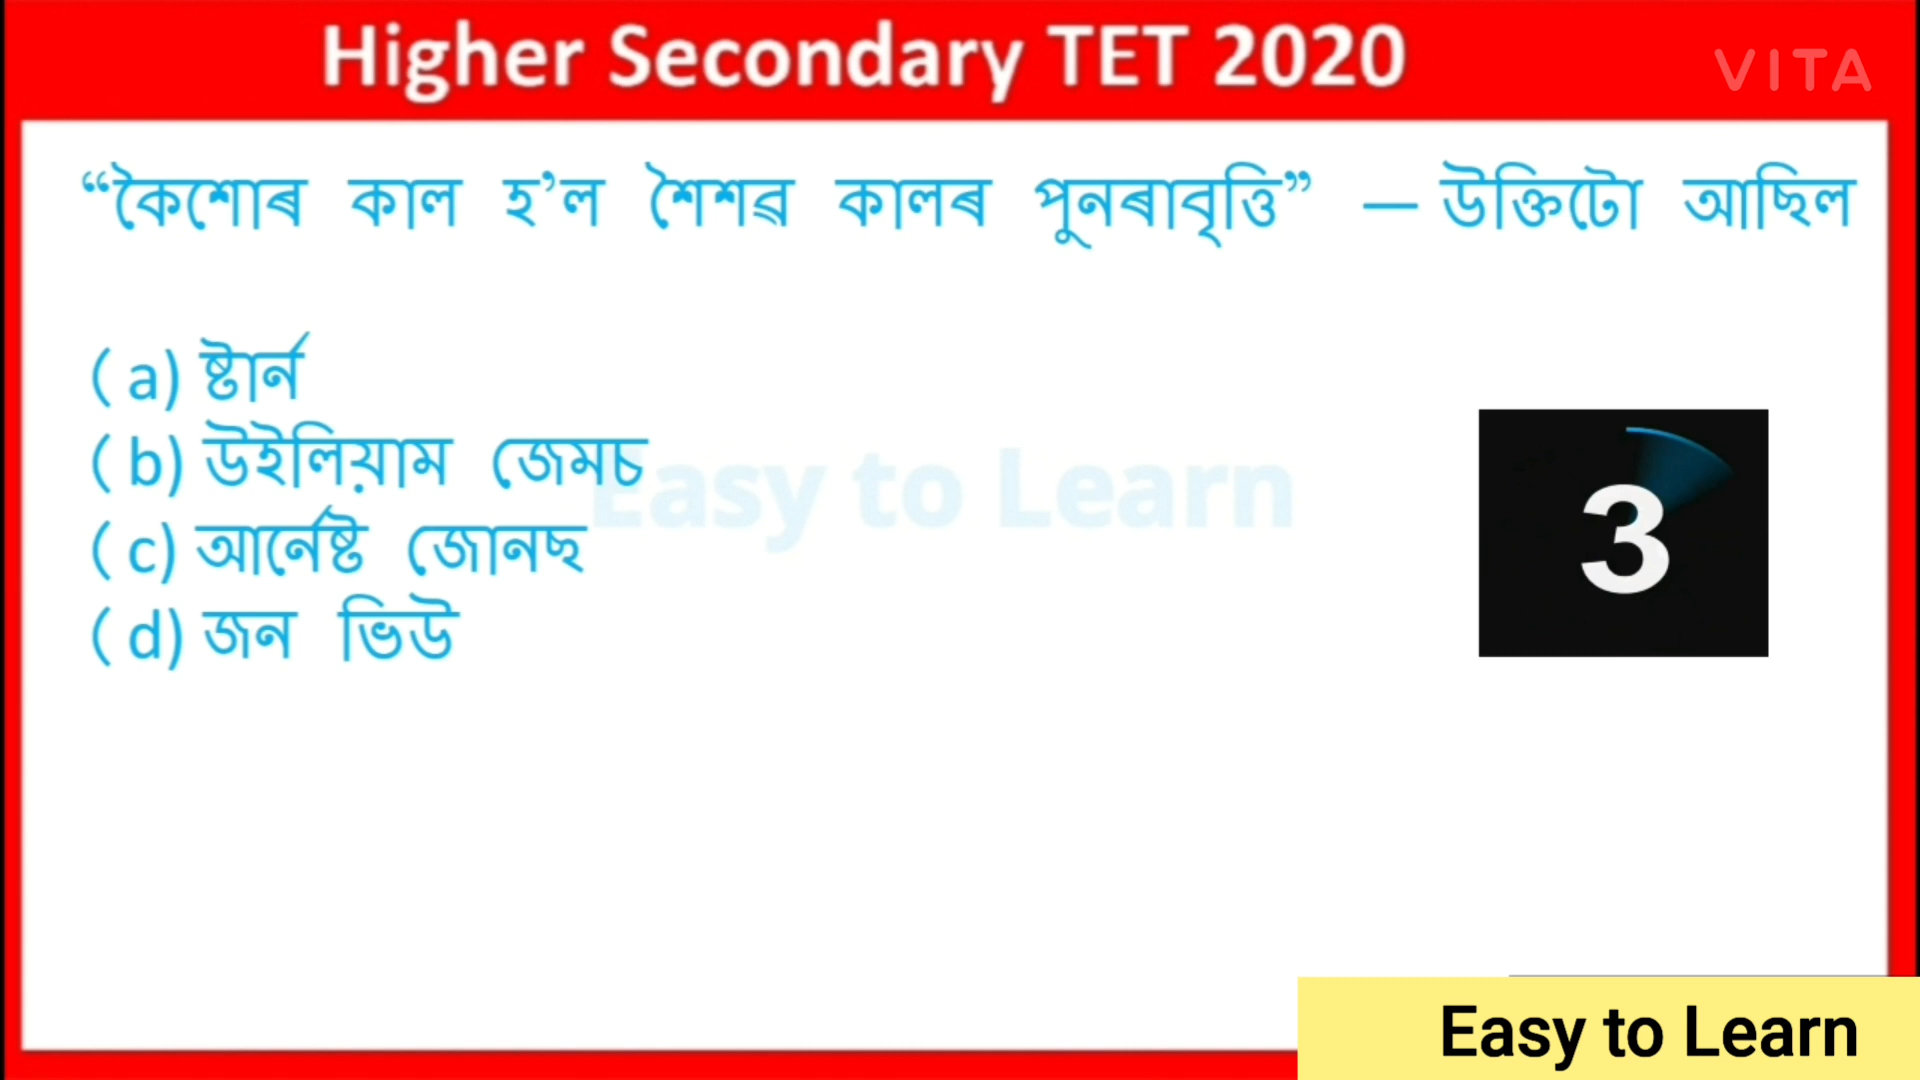 Higher Secondary TET 2020
VITA
“কৈশোৰ কাল হ’ল শৈশৱ কালৰ পুনৰাবৃত্তি” – উক্তিটো আছিল
(a) ষ্টাৰ্ন
(b) উইলিয়াম জেমচ
(c) আৰ্নেষ্ট জোনছ
(d) জন ভিউ
Easy to Learn
3
Easy to Learn